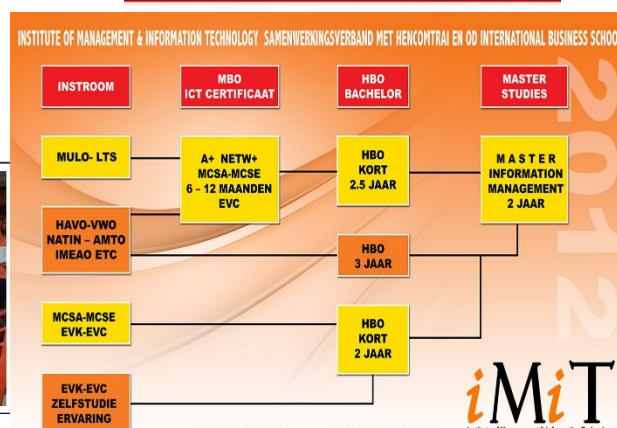 INSTITUTE OF MANAGEMENT & INFORMATION TECHNOLOGY SAMENWERKINGSVERBAND MET HENCOMTRAI EN OD INTERNATIONAL BUSINESS SCHOO
INSTROOM
MBO
ICT CERTIFICAAT
HBO
BACHELOR
MASTER
STUDIES
MULO- LTS
A+ NETW+
MCSA-MCSE
6 – 12 MAANDEN
EVC
HBO
KORT
2.5 JAAR
MASTER
INFORMATION
MANAGEMENT
2 JAAR
HAVO-VWO
NATIN – AMTO
IMEAO ETC
HBO
3 JAAR
MCSA-MCSE
EVK-EVC
HBO
KORT
2 JAAR
EVK-EVC
ZELFSTUDIE
ERVARING
2012
iMiT